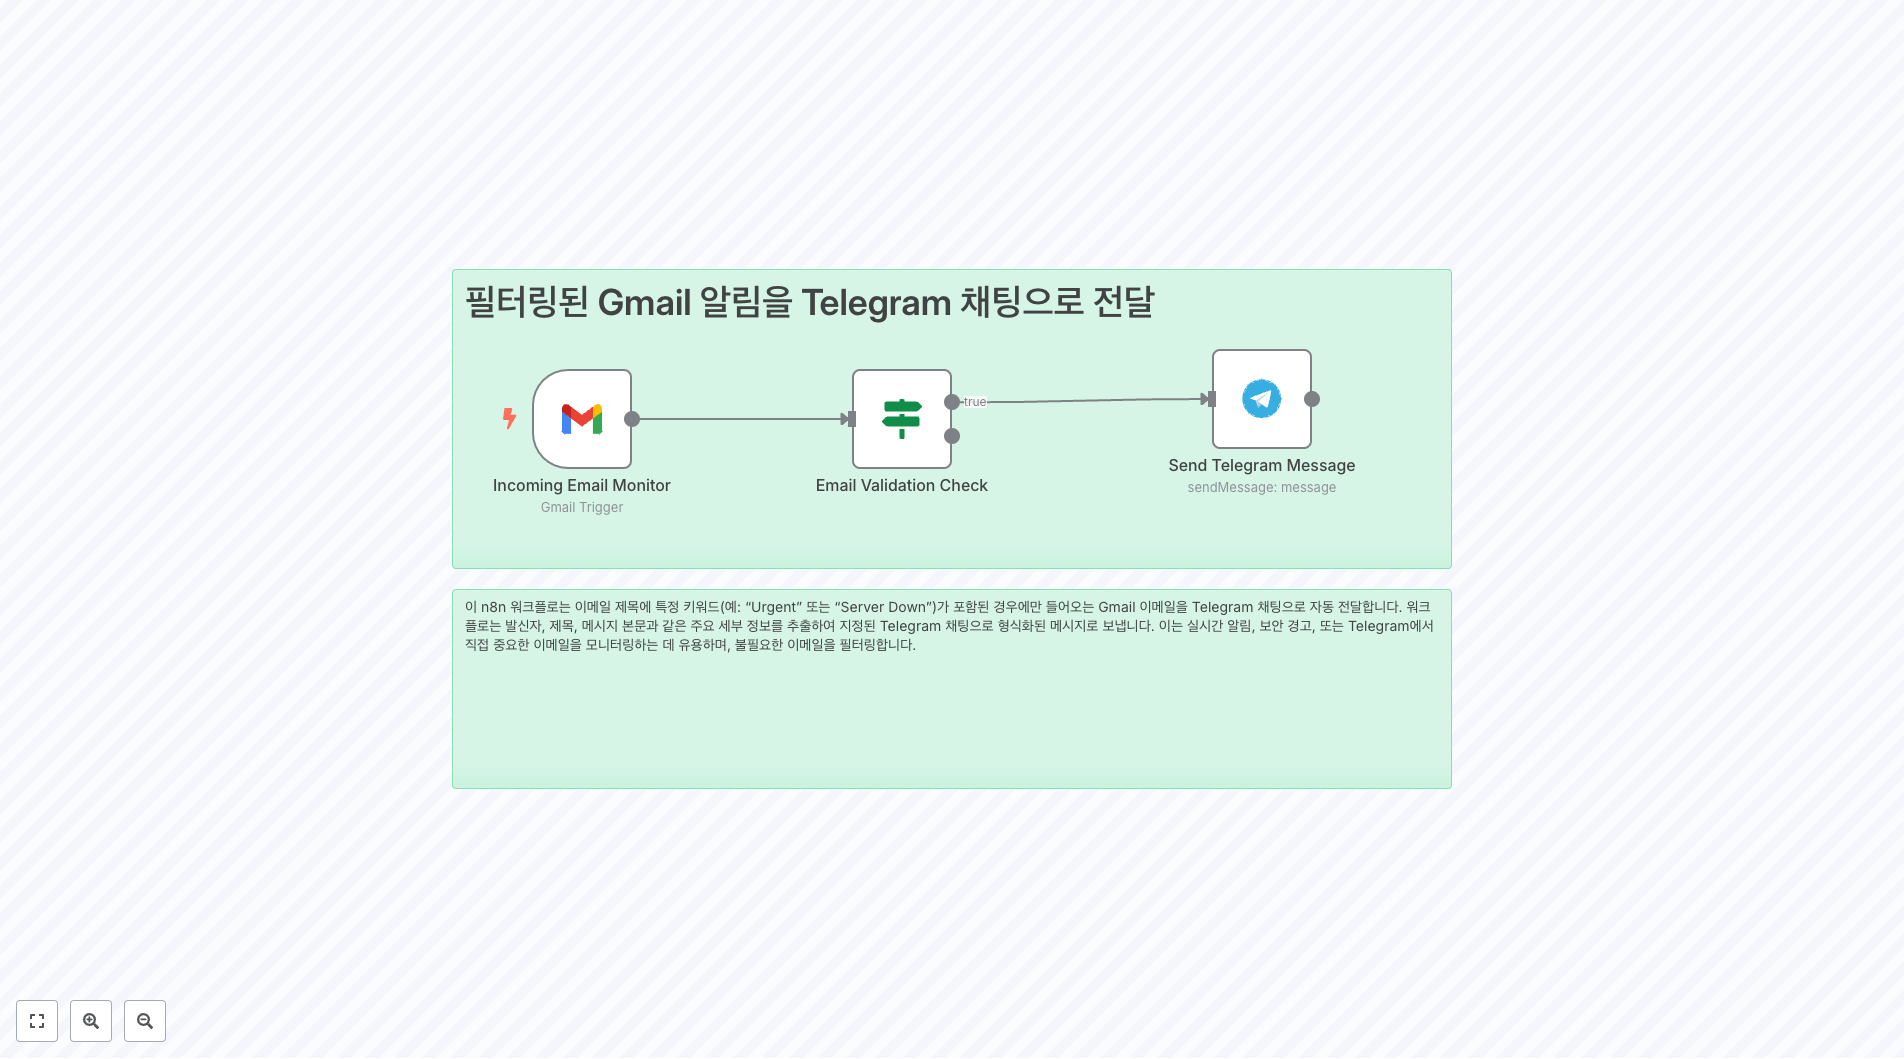 필터링된 Gmail 알림을 Telegram 채팅으로 전달
true
Incoming Email Monitor
Gmail Trigger
Email Validation Check
Send Telegram Message
sendMessage: message
이 n8n 워크플로는 이메일 제목에 특정 키워드(예: “Urgent” 또는 “Server Down”)가 포함된 경우에만 들어오는 Gmail 이메일을 Telegram 채팅으로 자동 전달합니다. 워크
플로는 발신자, 제목, 메시지 본문과 같은 주요 세부 정보를 추출하여 지정된 Telegram 채팅으로 형식화된 메시지로 보냅니다. 이는 실시간 알림, 보안 경고, 또는 Telegram에서
직접 중요한 이메일을 모니터링하는 데 유용하며, 불필요한 이메일을 필터링합니다.